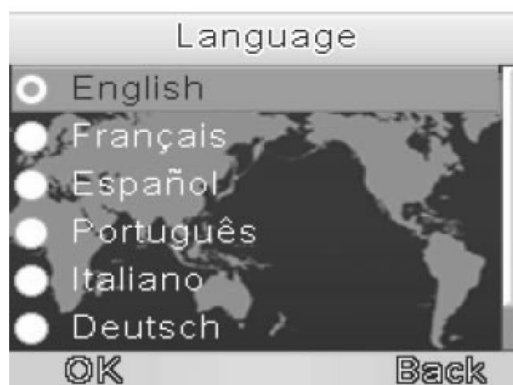 Language
English
Français
Español
Português
Italiano
Deutsch
OK Back